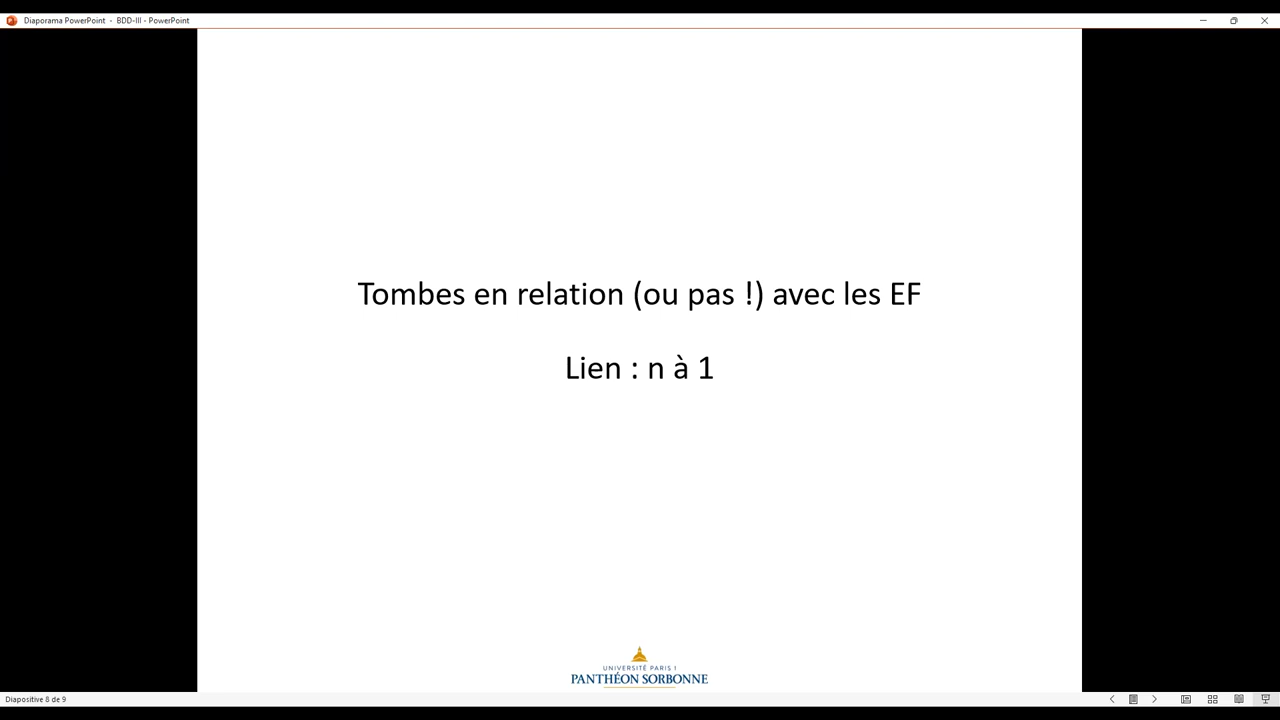 Diaporama PowerPoint - BDD-III - PowerPoint
Tombes en relation (ou pas !) avec les EF
Lien : n à 1
UNIVERSITÉ PARIS 1
PANTHÉON SORBONNE
Diapositive 8 de 9